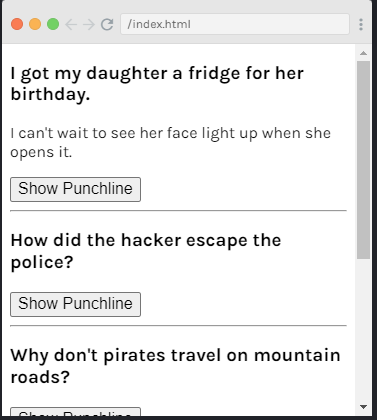 /index.html
I got my daughter a fridge for her
birthday.
I can't wait to see her face light up when she
opens it.
Show Punchline
How did the hacker escape the
police?
Show Punchline
Why don't pirates travel on mountain
roads?
Show Punchline